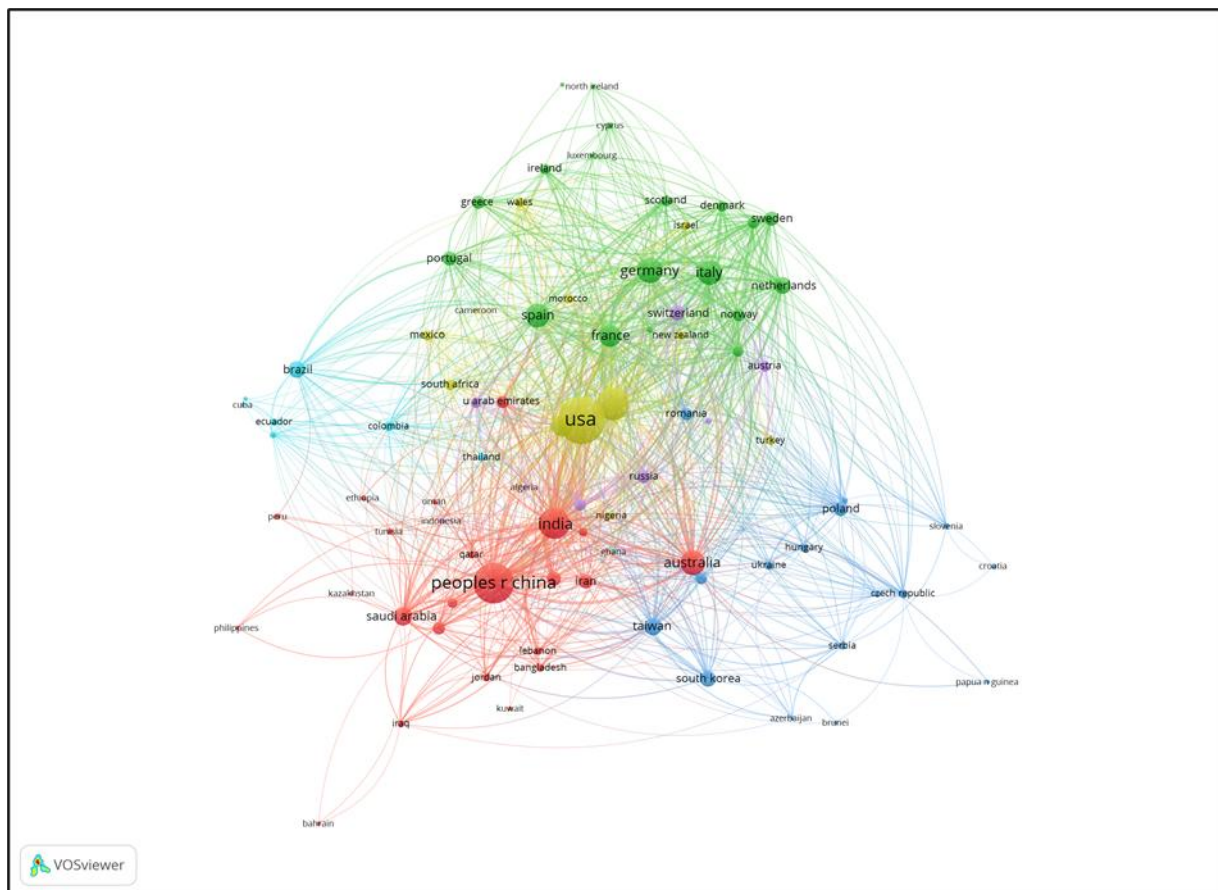 north ireland
cyprus
luxembourg
ireland
greece
wales
scotland
denmark
israel
sweden
portugal
germany
italy
netherlands
morocco
cameroon
spain
switzerland
norway
mexico
france
new zealand
brazil
austria
south africa
u arab emirates
cuba
ecuador
colombia
usa
romania
turkey
thailand
russia
algeria
ethiopia
oman
peru
indonesia
tunisia
india
nigeria
poland
slovenia
qatar
ghana
hungary
australia
ukraine
croatia
peoples r china
iran
kazakhstan
czech republic
saudi arabia
philippines
taiwan
lebanon
serbia
bangladesh
jordan
south korea
papua n guinea
kuwait
iraq
azerbaijan
brunei
bahrain
VOSviewer